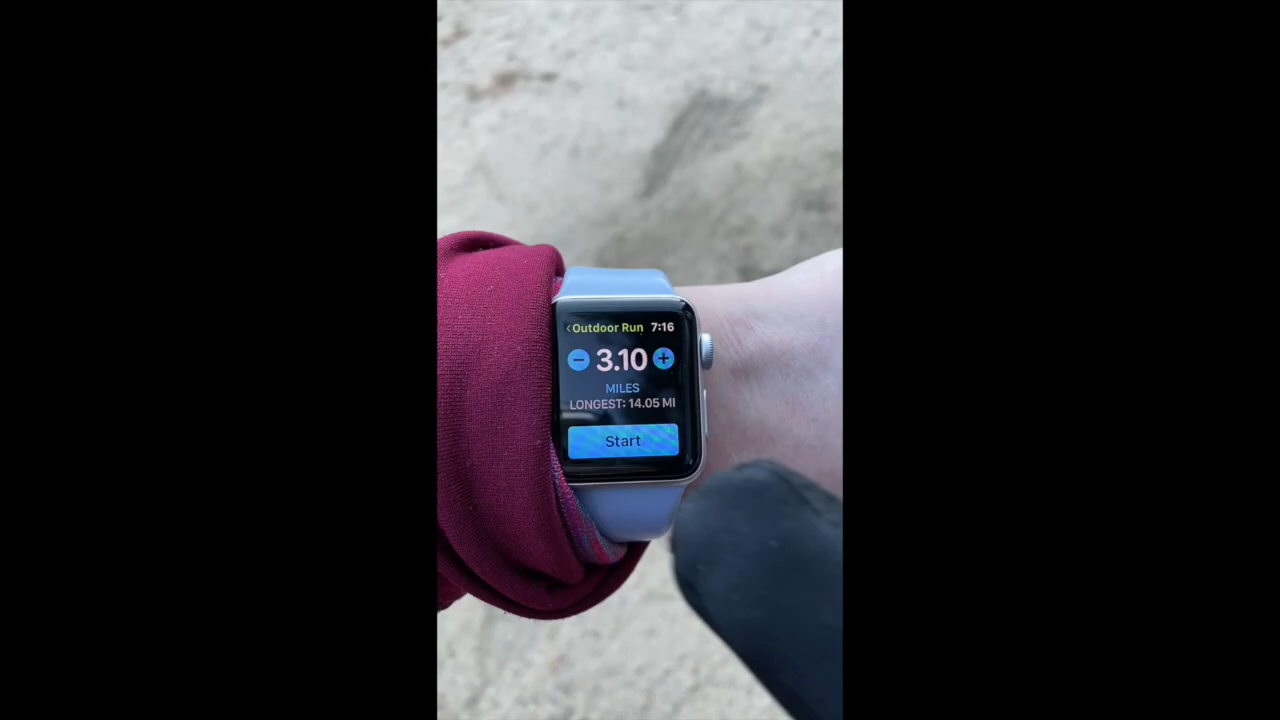 <Outdoor Run 7:16
− 3.10 +
MILES
LONGEST: 14.05 MI
Start